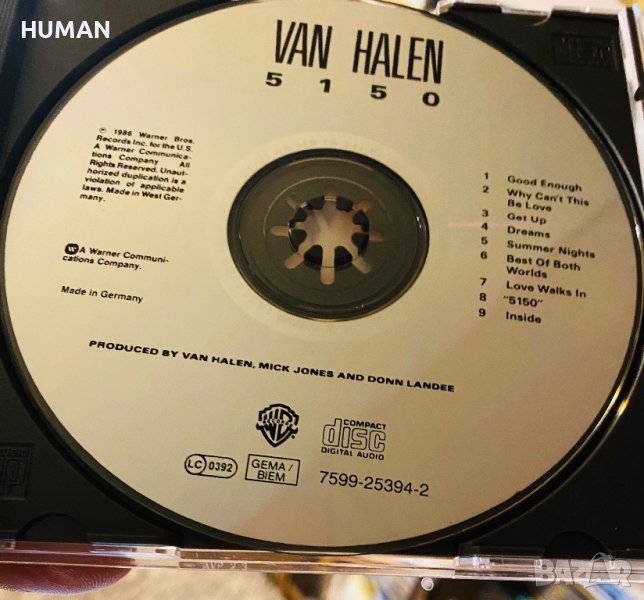 HUMAN
VAN HALEN
5150
℗ 1986 Warner Bros.
Records Inc. for the U.S.
A Warner Communica-
tions Company All
Rights Reserved. Unaut-
horized duplication is a
violation of applicable
laws. Made in West Ger-
many.
A Warner Communi-
cations Company.
Made in Germany
1 Good Enough
2 Why Can't This
Be Love
3 Get Up
4 Dreams
5 Summer Nights
6 Best Of Both
Worlds
7 Love Walks In
8 "5150"
9 Inside
PRODUCED BY VAN HALEN, MICK JONES AND DONN LANDEE
COMPACT
disc
DIGITAL AUDIO
LC 0392
GEMA/
BIEM
7599-25394-2
BAZAR